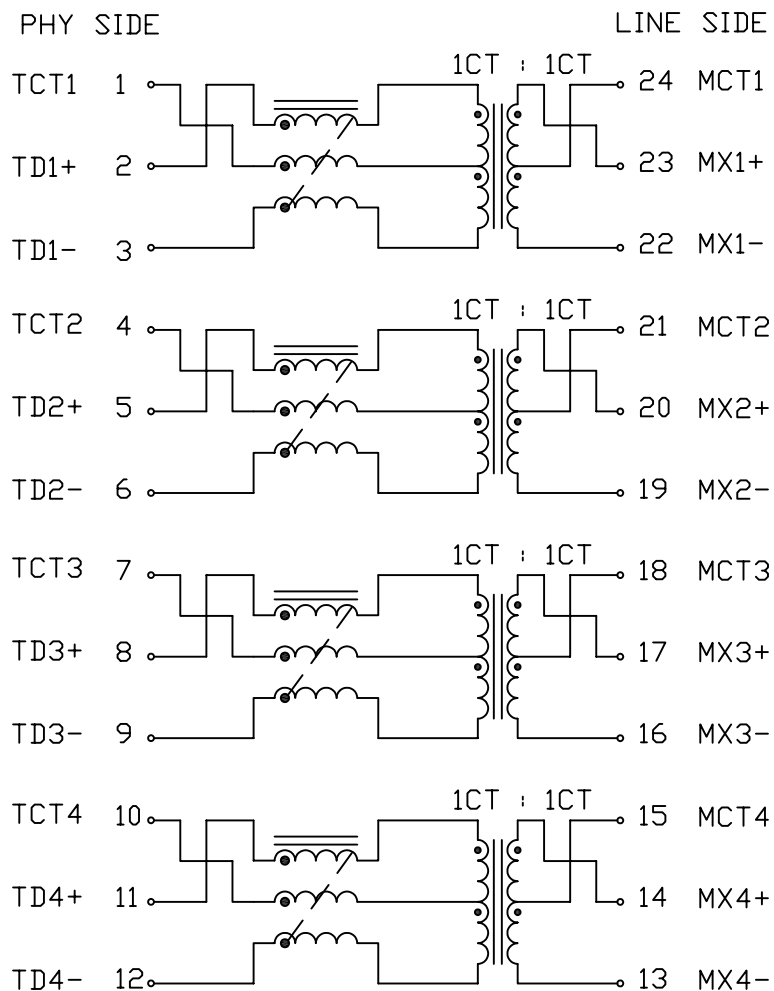 PHY SIDE LINE SIDE
1CT : 1CT
TCT1 1 24 MCT1
TD1+ 2 23 MX1+
TD1- 3 22 MX1-
1CT : 1CT
TCT2 4 21 MCT2
TD2+ 5 20 MX2+
TD2- 6 19 MX2-
1CT : 1CT
TCT3 7 18 MCT3
TD3+ 8 17 MX3+
TD3- 9 16 MX3-
1CT : 1CT
TCT4 10 15 MCT4
TD4+ 11 14 MX4+
TD4- 12 13 MX4-